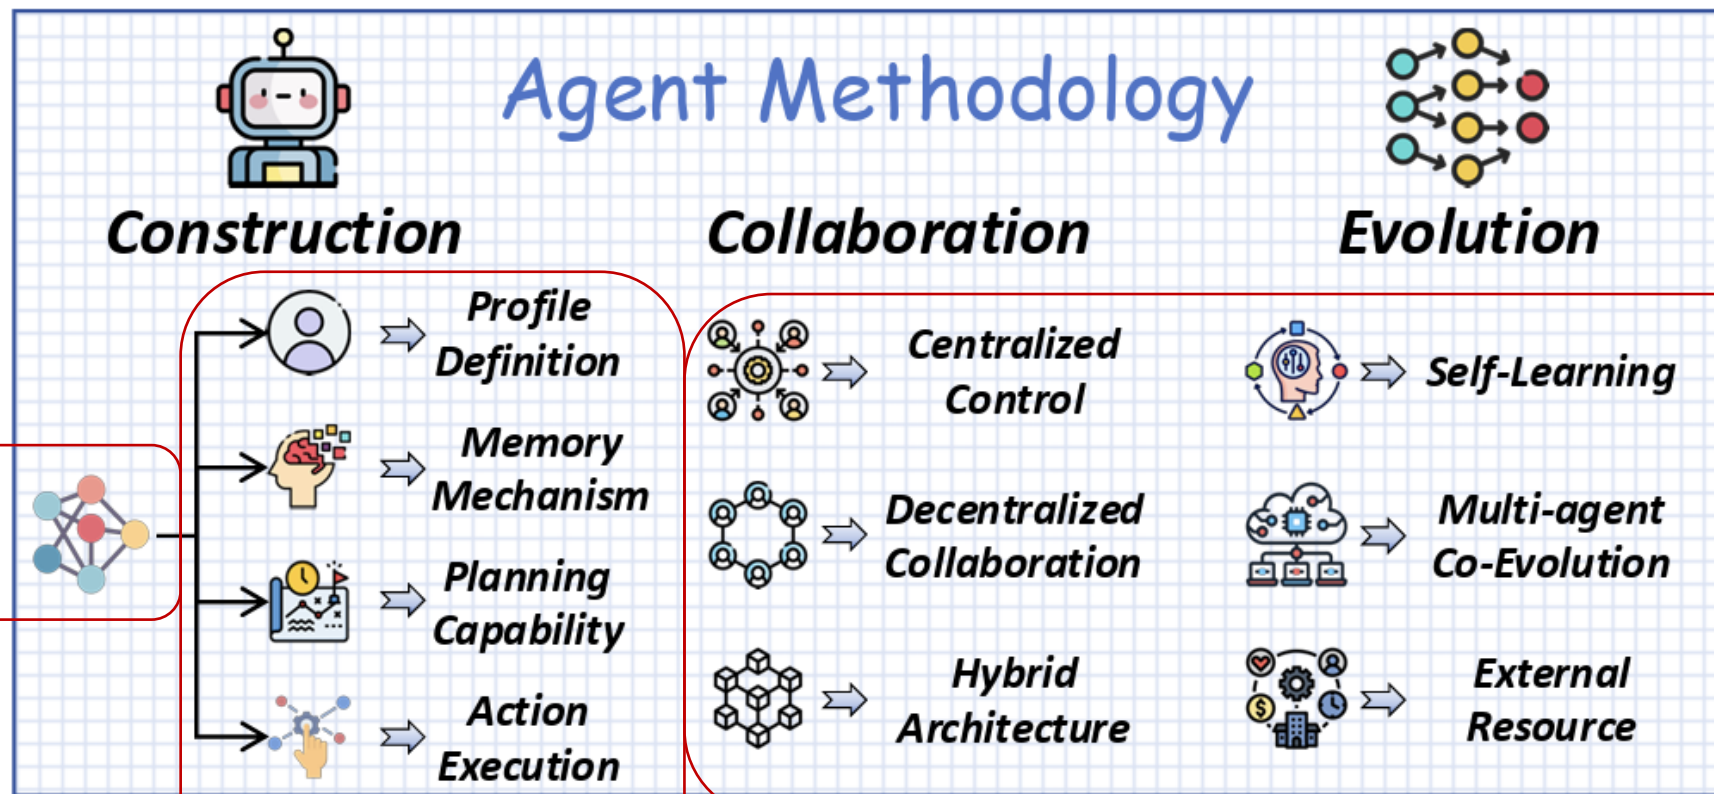 Agent Methodology
Construction
Collaboration
Evolution
Profile
Definition
Memory
Mechanism
Planning
Capability
Action
Execution
Centralized
Control
Decentralized
Collaboration
Hybrid
Architecture
Self-Learning
Multi-agent
Co-Evolution
External
Resource